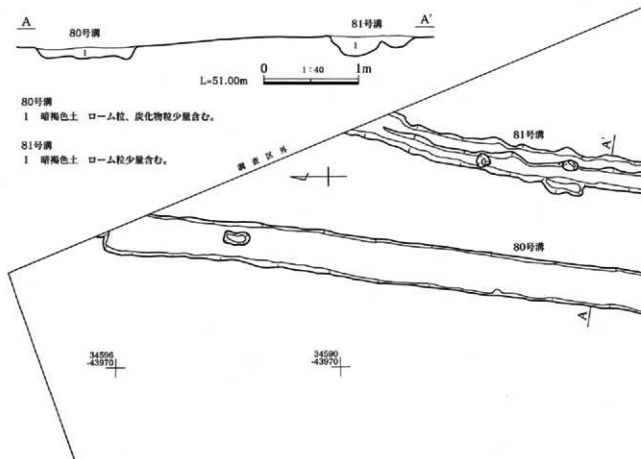 A 80号溝 81号溝 A'
1 1
0 1:40 1m
L=51.00m
80号溝
1 暗褐色土 ローム粒、炭化物粒少量含む。
81号溝
1 暗褐色土 ローム粒少量含む。
調査区外
81号溝
A'
80号溝
A
34596
-43970
34590
-43970